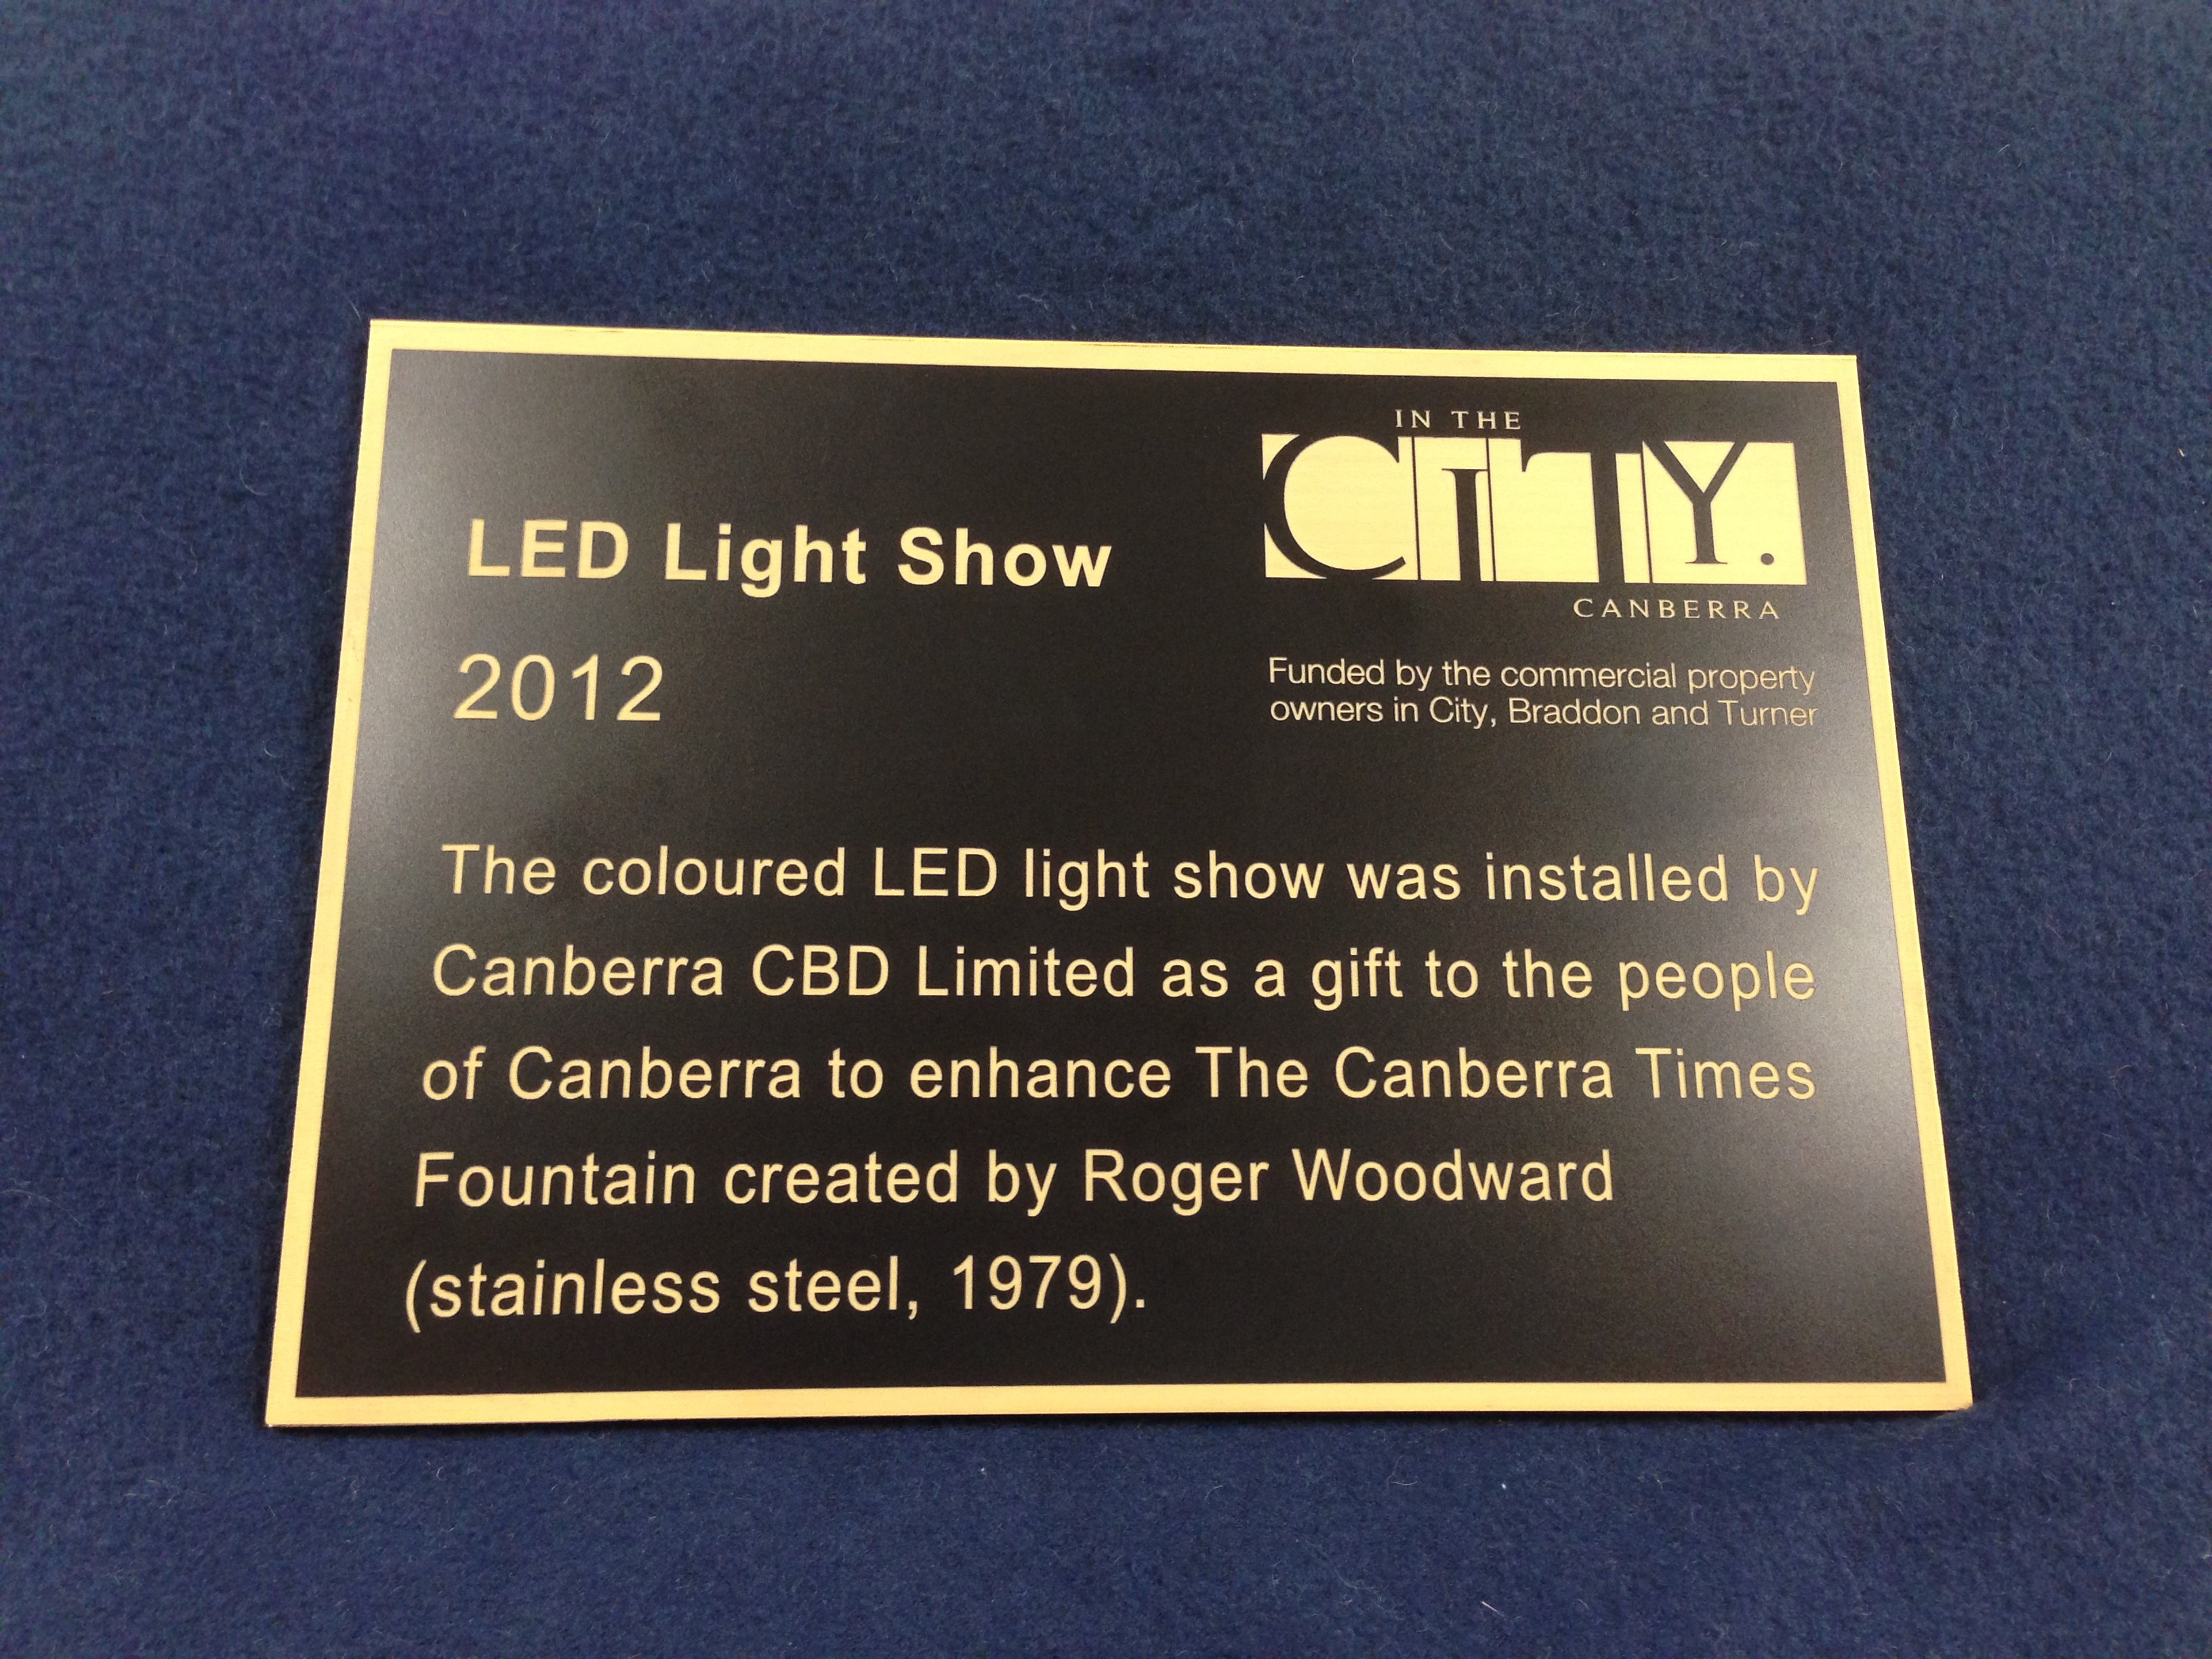 IN THE
CITY.
CANBERRA
LED Light Show
2012
Funded by the commercial property
owners in City, Braddon and Turner
The coloured LED light show was installed by
Canberra CBD Limited as a gift to the people
of Canberra to enhance The Canberra Times
Fountain created by Roger Woodward
(stainless steel, 1979).